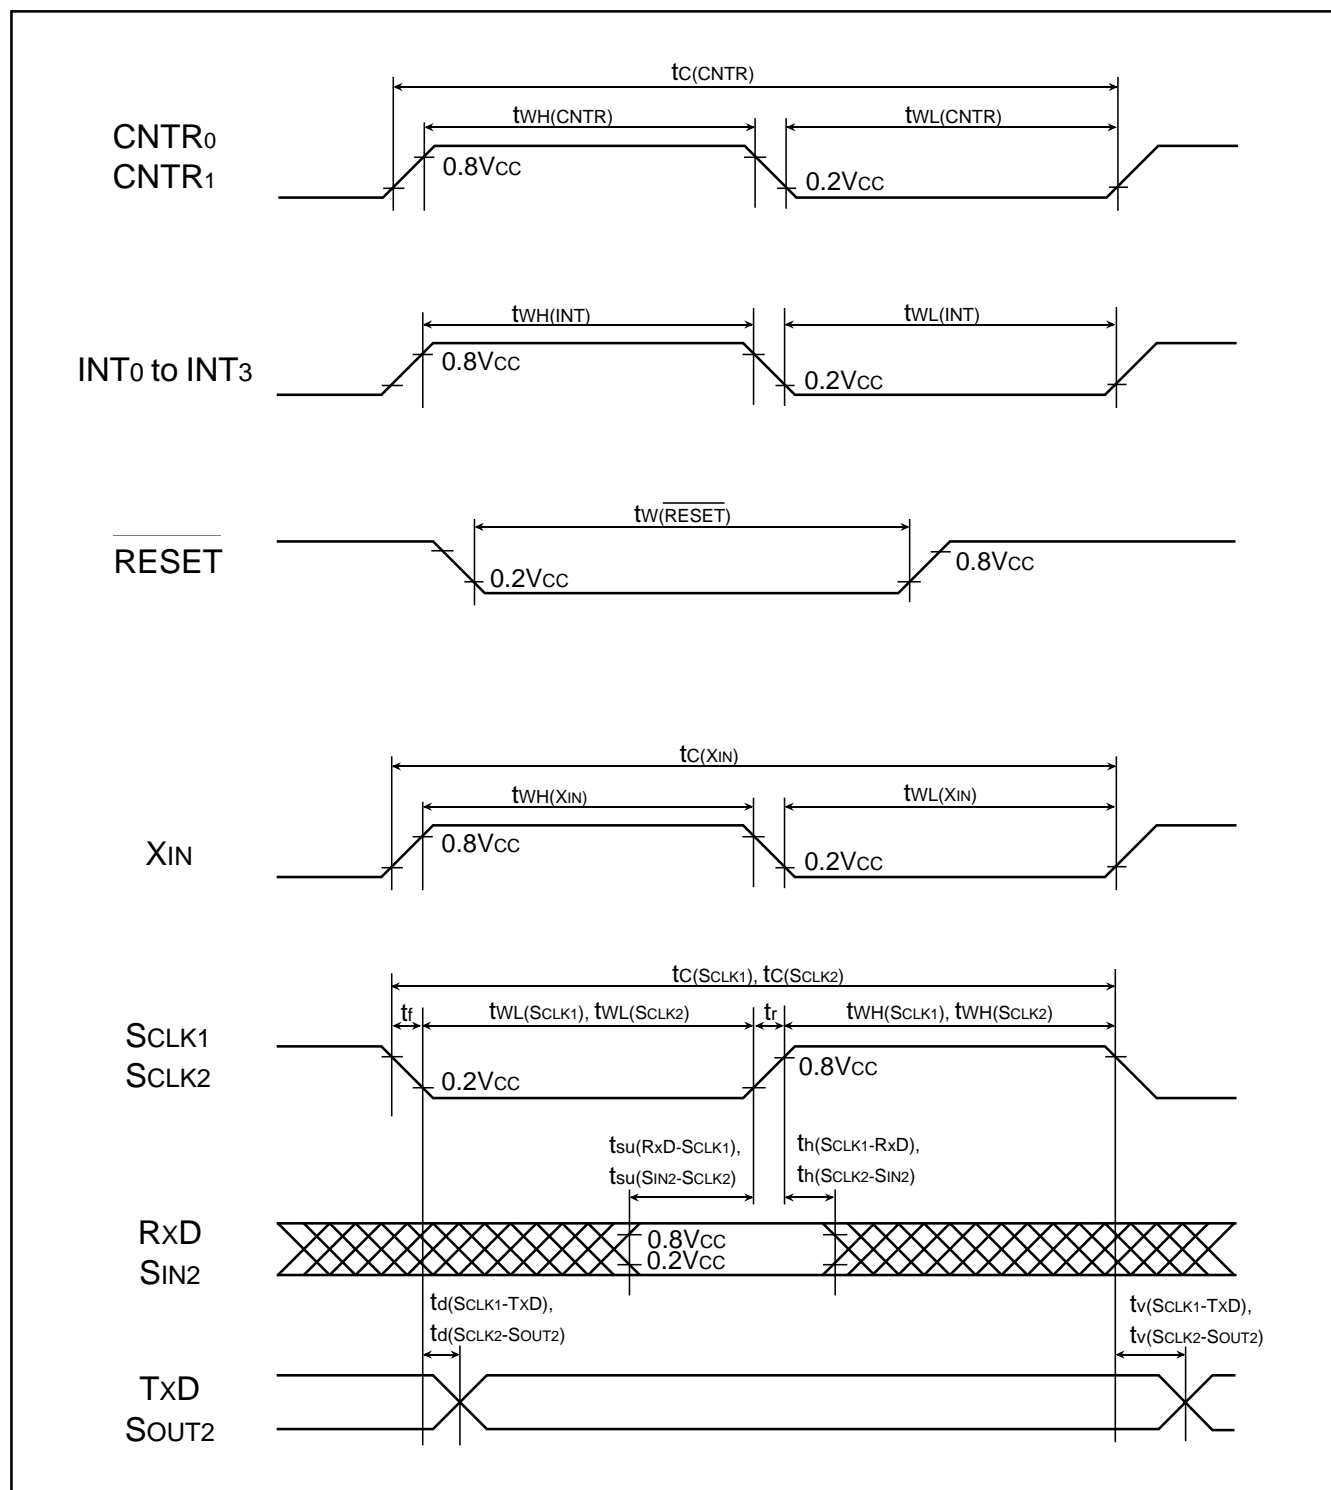 tC(CNTR)
tWH(CNTR)
tWL(CNTR)
CNTR0
CNTR1
0.8VCC
0.2VCC
tWH(INT)
tWL(INT)
INT0 to INT3
0.8VCC
0.2VCC
tW(RESET)
RESET
0.2VCC
0.8VCC
tC(XIN)
tWH(XIN)
tWL(XIN)
XIN
0.8VCC
0.2VCC
tC(SCLK1), tC(SCLK2)
tf
tWL(SCLK1), tWL(SCLK2)
tr
tWH(SCLK1), tWH(SCLK2)
SCLK1
SCLK2
0.2VCC
0.8VCC
tsu(RxD-SCLK1),
tsu(SIN2-SCLK2)
th(SCLK1-RxD),
th(SCLK2-SIN2)
RXD
SIN2
0.8VCC
0.2VCC
td(SCLK1-TXD),
td(SCLK2-SOUT2)
tv(SCLK1-TXD),
tv(SCLK2-SOUT2)
TXD
SOUT2